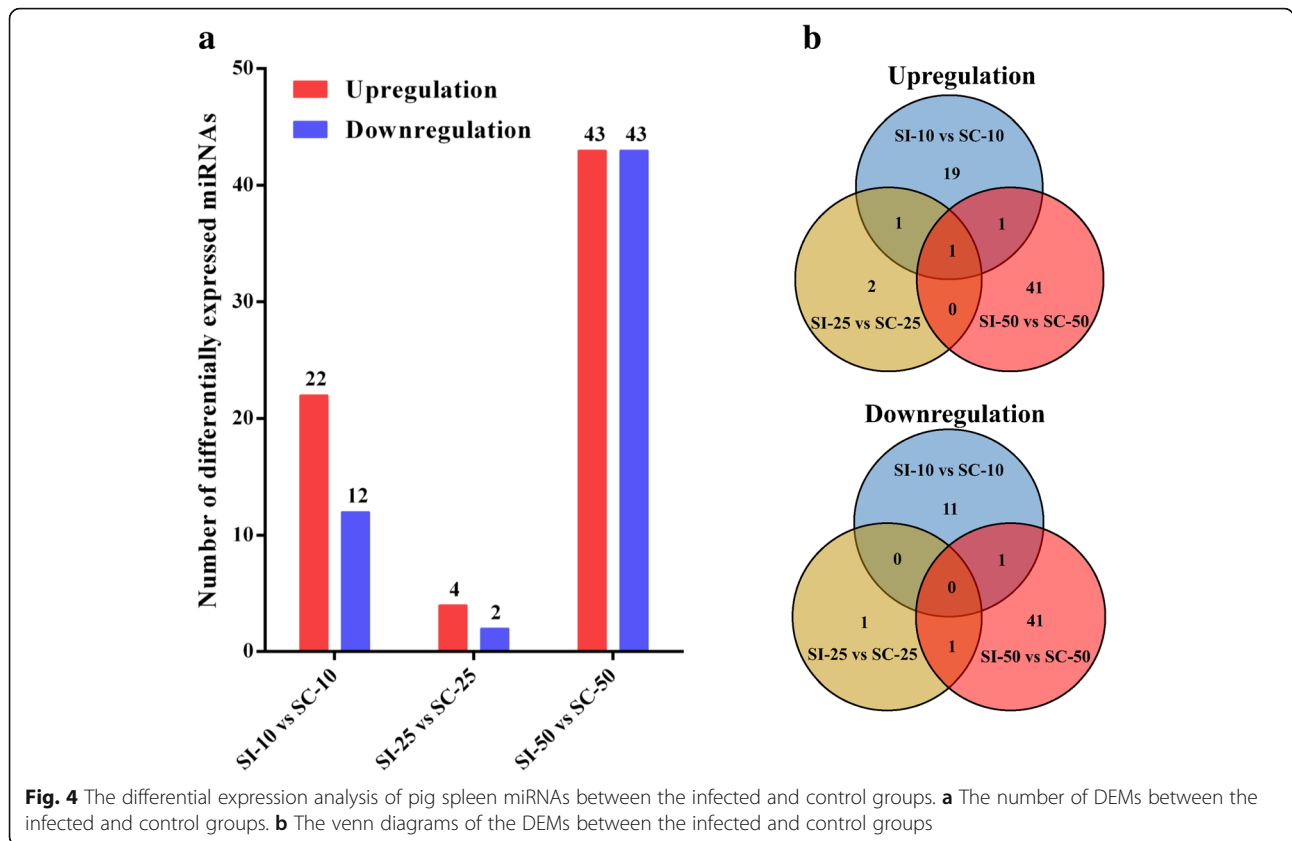 a
50
40
30
20
10
0
Number of differentially expressed miRNAs
Upregulation
Downregulation
22
12
4
2
43
43
SI-10 vs SC-10
SI-25 vs SC-25
SI-50 vs SC-50
b
Upregulation
SI-10 vs SC-10
19
1
1
1
2
41
0
SI-25 vs SC-25
SI-50 vs SC-50
Downregulation
SI-10 vs SC-10
11
0
1
0
1
41
1
SI-25 vs SC-25
SI-50 vs SC-50
Fig. 4 The differential expression analysis of pig spleen miRNAs between the infected and control groups. a The number of DEMs between the
infected and control groups. b The venn diagrams of the DEMs between the infected and control groups